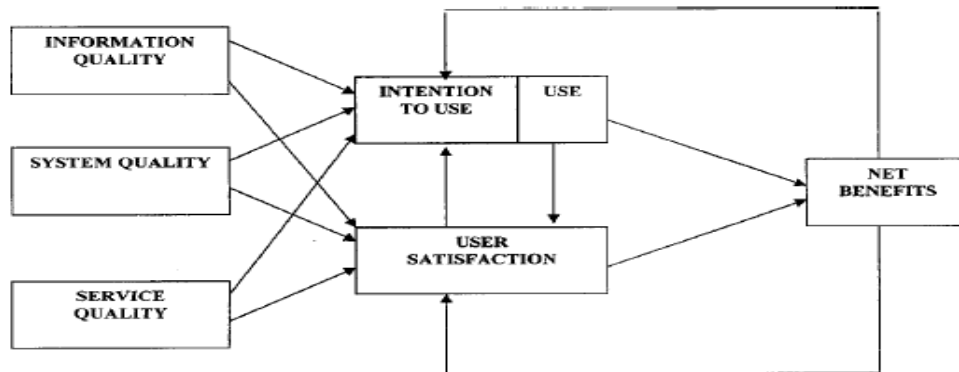 INFORMATION
QUALITY
INTENTION
TO USE
USE
SYSTEM QUALITY
NET
BENEFITS
USER
SATISFACTION
SERVICE
QUALITY